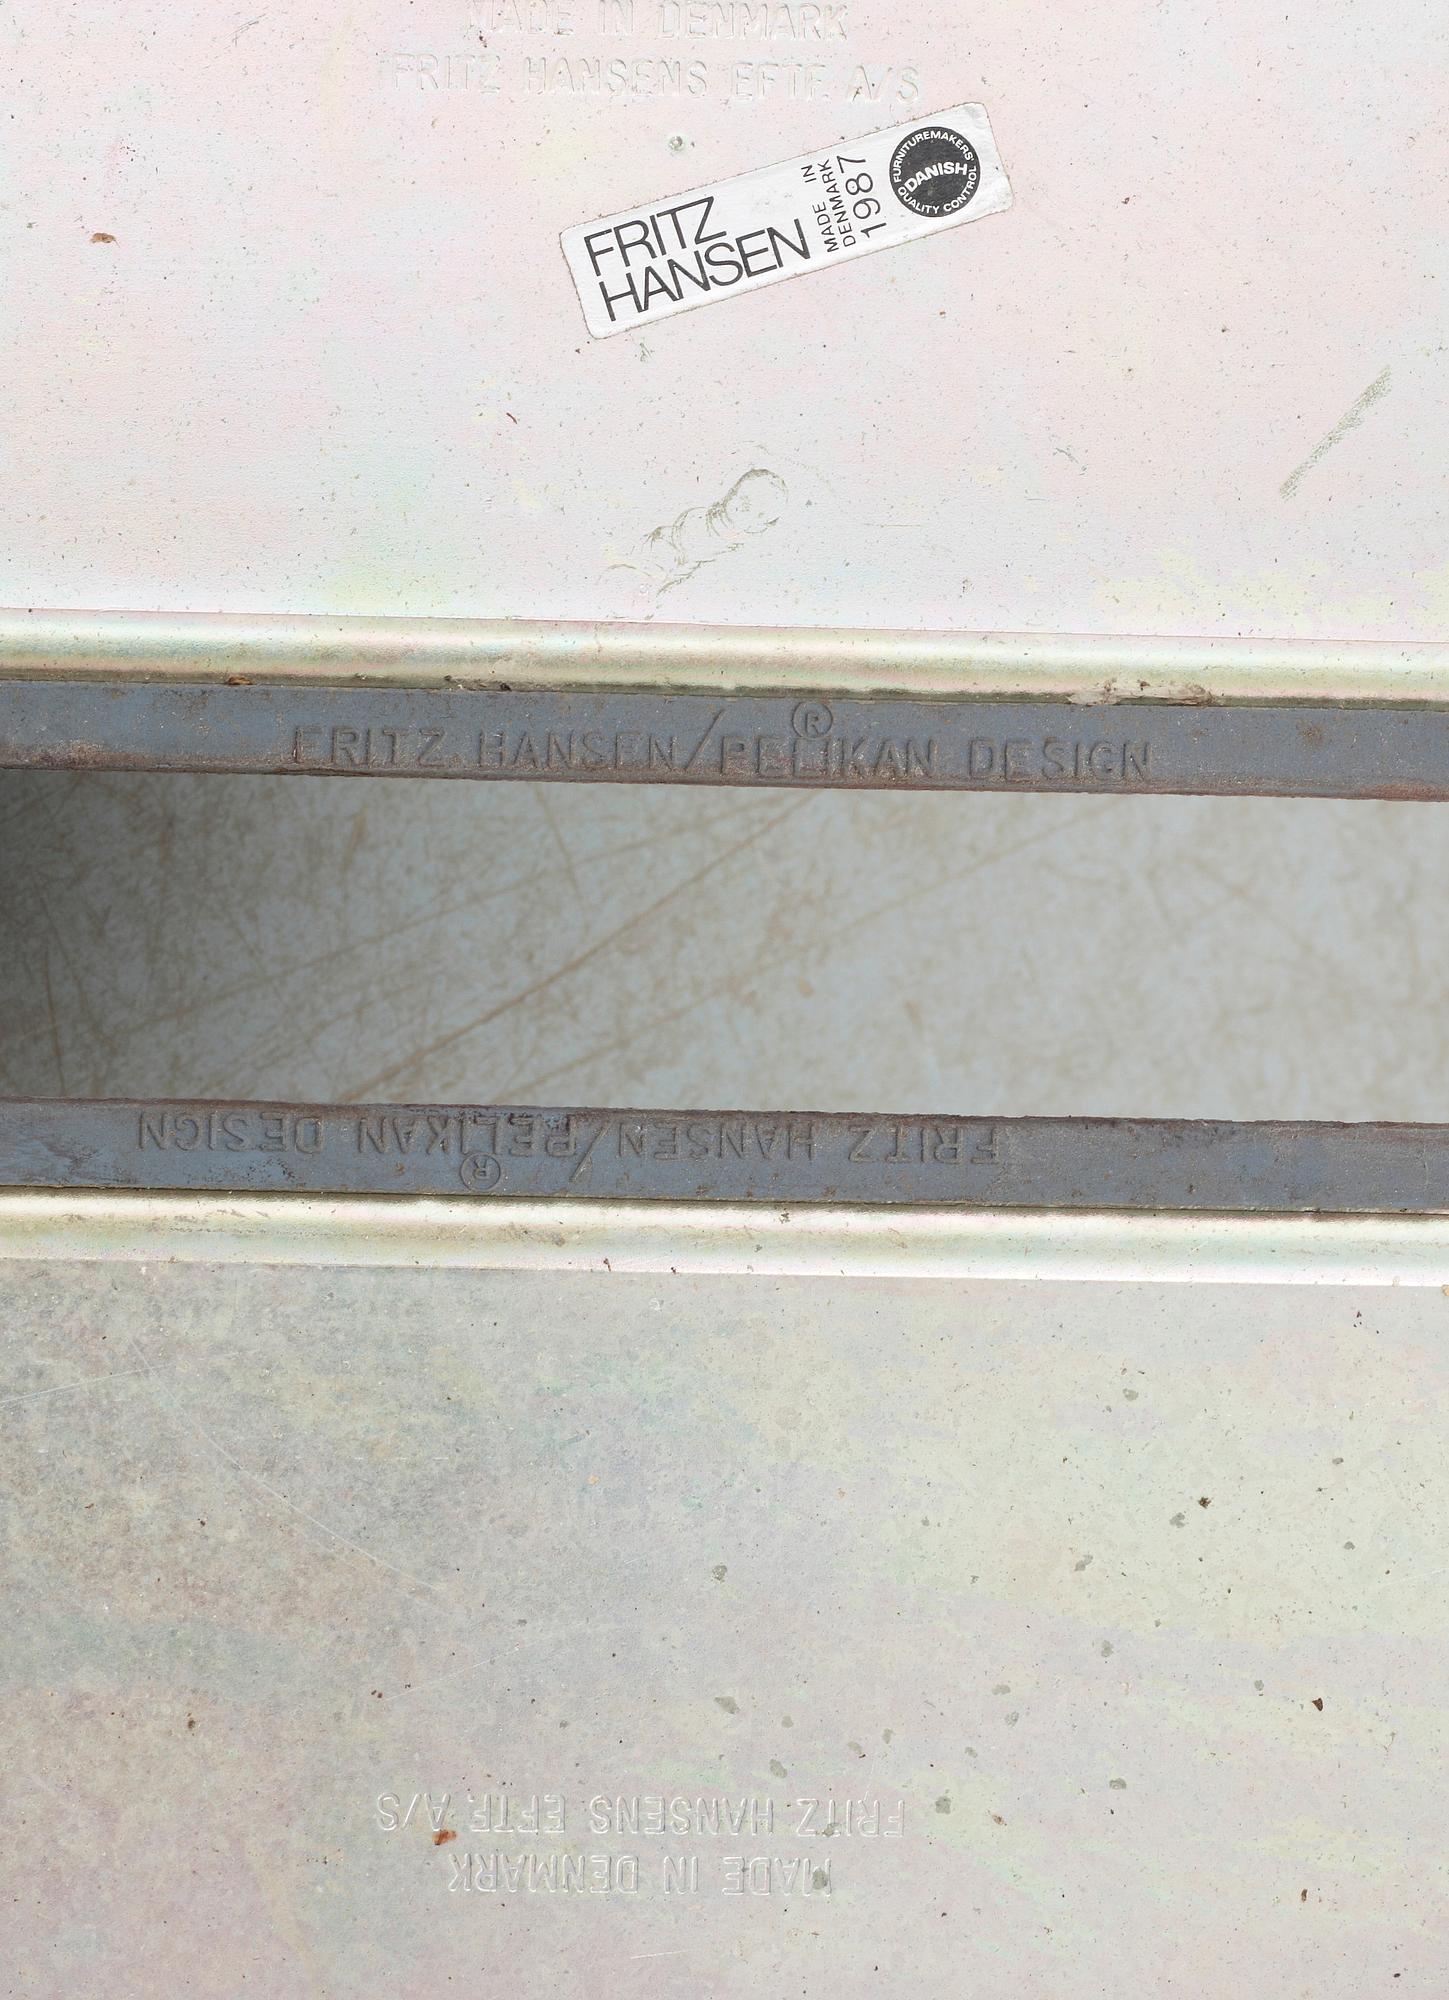 MADE IN DENMARK
FRITZ HANSENS EFTF. A/S
FRITZ
HANSEN
MADE IN
DENMARK
1987
FURNITUREMAKERS'
DANISH
QUALITY CONTROL
FRITZ HANSEN/PELIKAN DESIGN
®
FRITZ HANSEN/PELIKAN DESIGN
®
FRITZ HANSENS EFTF. A/S
MADE IN DENMARK